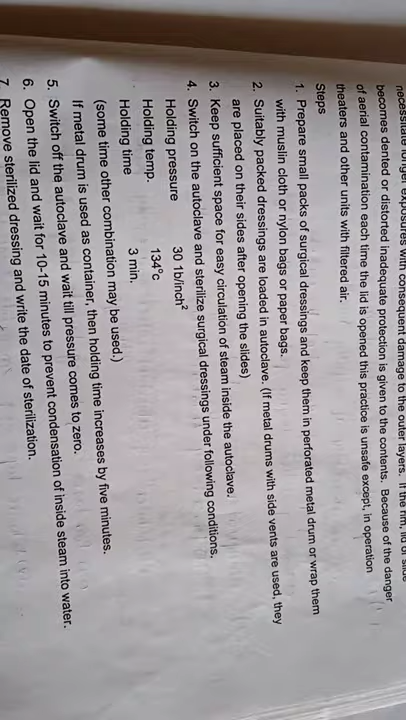 necessitate longer exposures with consequent damage to the outer layers. If the rim, lid or slide
becomes dented or distorted inadequate protection is given to the contents. Because of the danger
of aerial contamination each time the lid is opened this practice is unsafe except, in operation
theaters and other units with filtered air.
Steps
1. Prepare small packs of surgical dressings and keep them in perforated metal drum or wrap them
with muslin cloth or nylon bags or paper bags.
2. Suitably packed dressings are loaded in autoclave. (If metal drums with side vents are used, they
are placed on their sides after opening the slides)
3. Keep sufficient space for easy circulation of steam inside the autoclave.
4. Switch on the autoclave and sterilize surgical dressings under following conditions.
Holding pressure 30 1b/inch²
Holding temp. 134°c
Holding time 3 min.
(some time other combination may be used.)
If metal drum is used as container, then holding time increases by five minutes.
5. Switch off the autoclave and wait till pressure comes to zero.
6. Open the lid and wait for 10-15 minutes to prevent condensation of inside steam into water.
7. Remove sterilized dressing and write the date of sterilization.